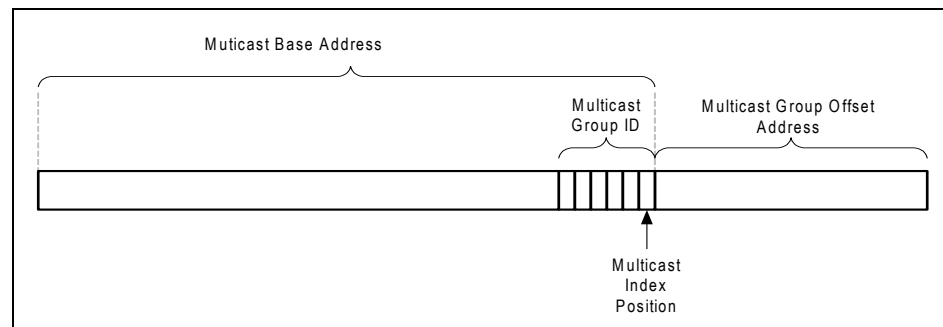 Muticast Base Address
Multicast
Group ID
Multicast Group Offset
Address
Multicast
Index
Position